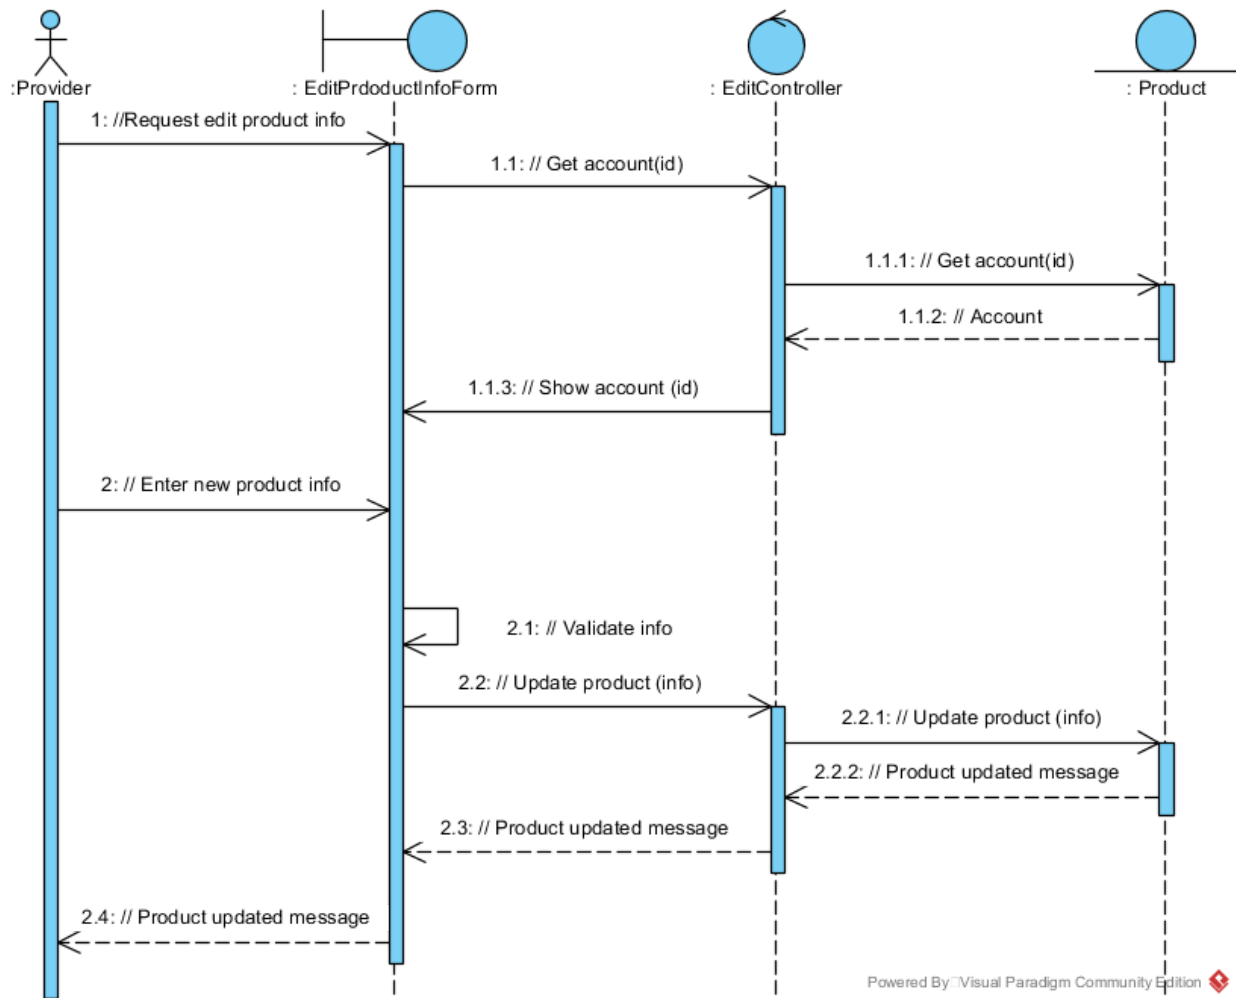 :Provider
: EditPrdoductInfoForm
: EditController
: Product
1: //Request edit product info
1.1: // Get account(id)
1.1.1: // Get account(id)
1.1.2: // Account
1.1.3: // Show account (id)
2: // Enter new product info
2.1: // Validate info
2.2: // Update product (info)
2.2.1: // Update product (info)
2.2.2: // Product updated message
2.3: // Product updated message
2.4: // Product updated message
Powered By Visual Paradigm Community Edition